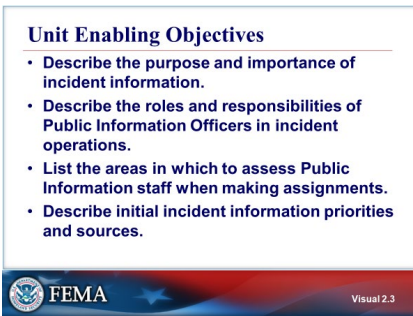 Unit Enabling Objectives
• Describe the purpose and importance of
incident information.
• Describe the roles and responsibilities of
Public Information Officers in incident
operations.
• List the areas in which to assess Public
Information staff when making assignments.
• Describe initial incident information priorities
and sources.
FEMA
Visual 2.3